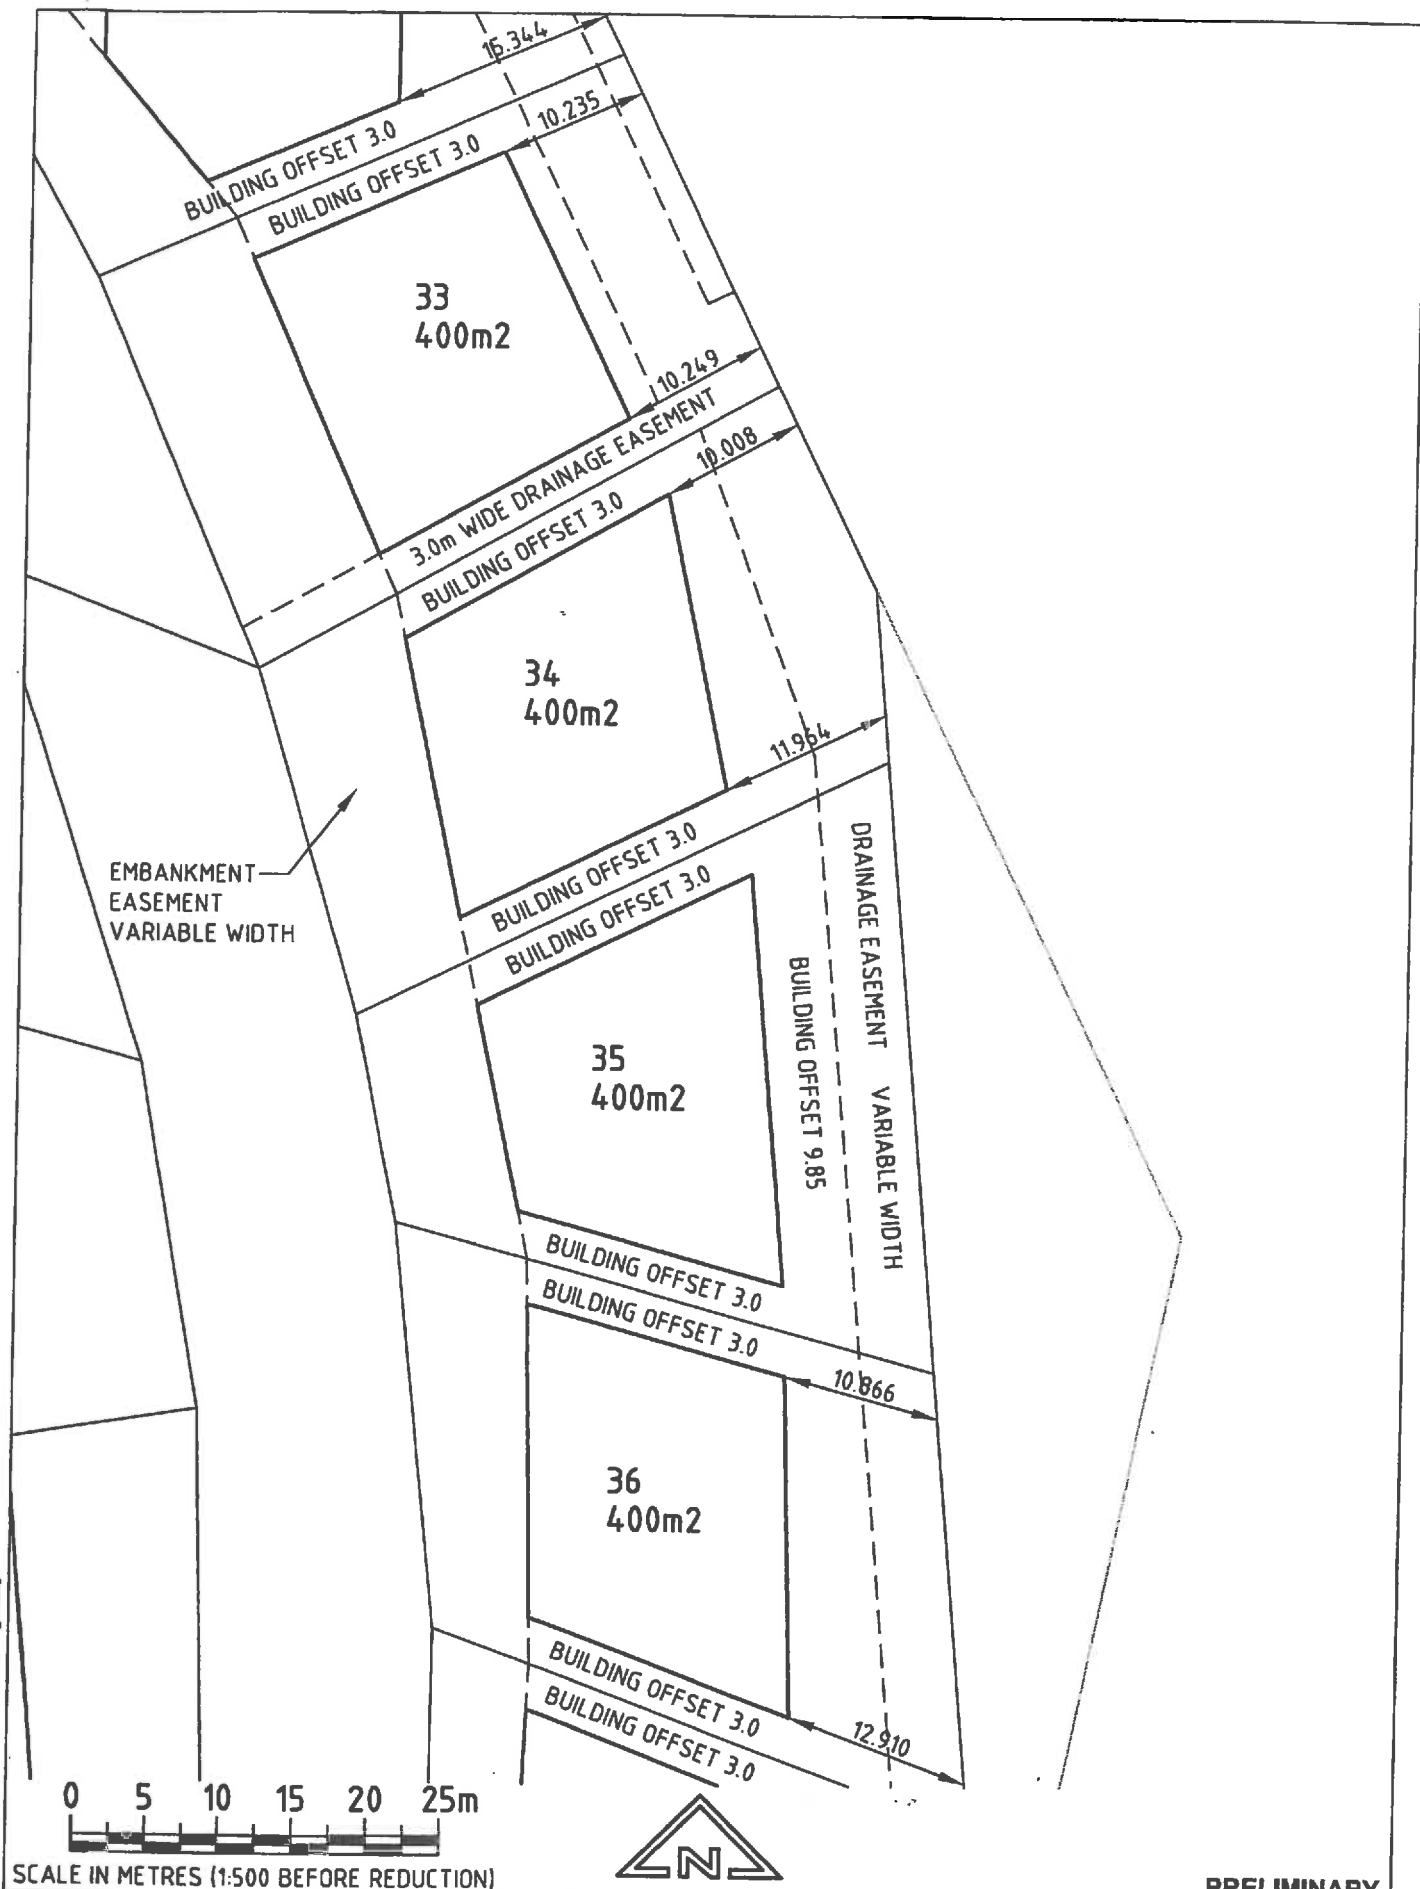 15.344
BUILDING OFFSET 3.0
10.235
BUILDING OFFSET 3.0
33
400m2
10.249
3.0m WIDE DRAINAGE EASEMENT
10.008
BUILDING OFFSET 3.0
34
400m2
11.964
BUILDING OFFSET 3.0
BUILDING OFFSET 3.0
EMBANKMENT
EASEMENT
VARIABLE WIDTH
DRAINAGE EASEMENT VARIABLE WIDTH
BUILDING OFFSET 9.85
35
400m2
BUILDING OFFSET 3.0
BUILDING OFFSET 3.0
10.866
36
400m2
BUILDING OFFSET 3.0
BUILDING OFFSET 3.0
12.910
0 5 10 15 20 25m
SCALE IN METRES (1:500 BEFORE REDUCTION)
N
PRELIMINARY